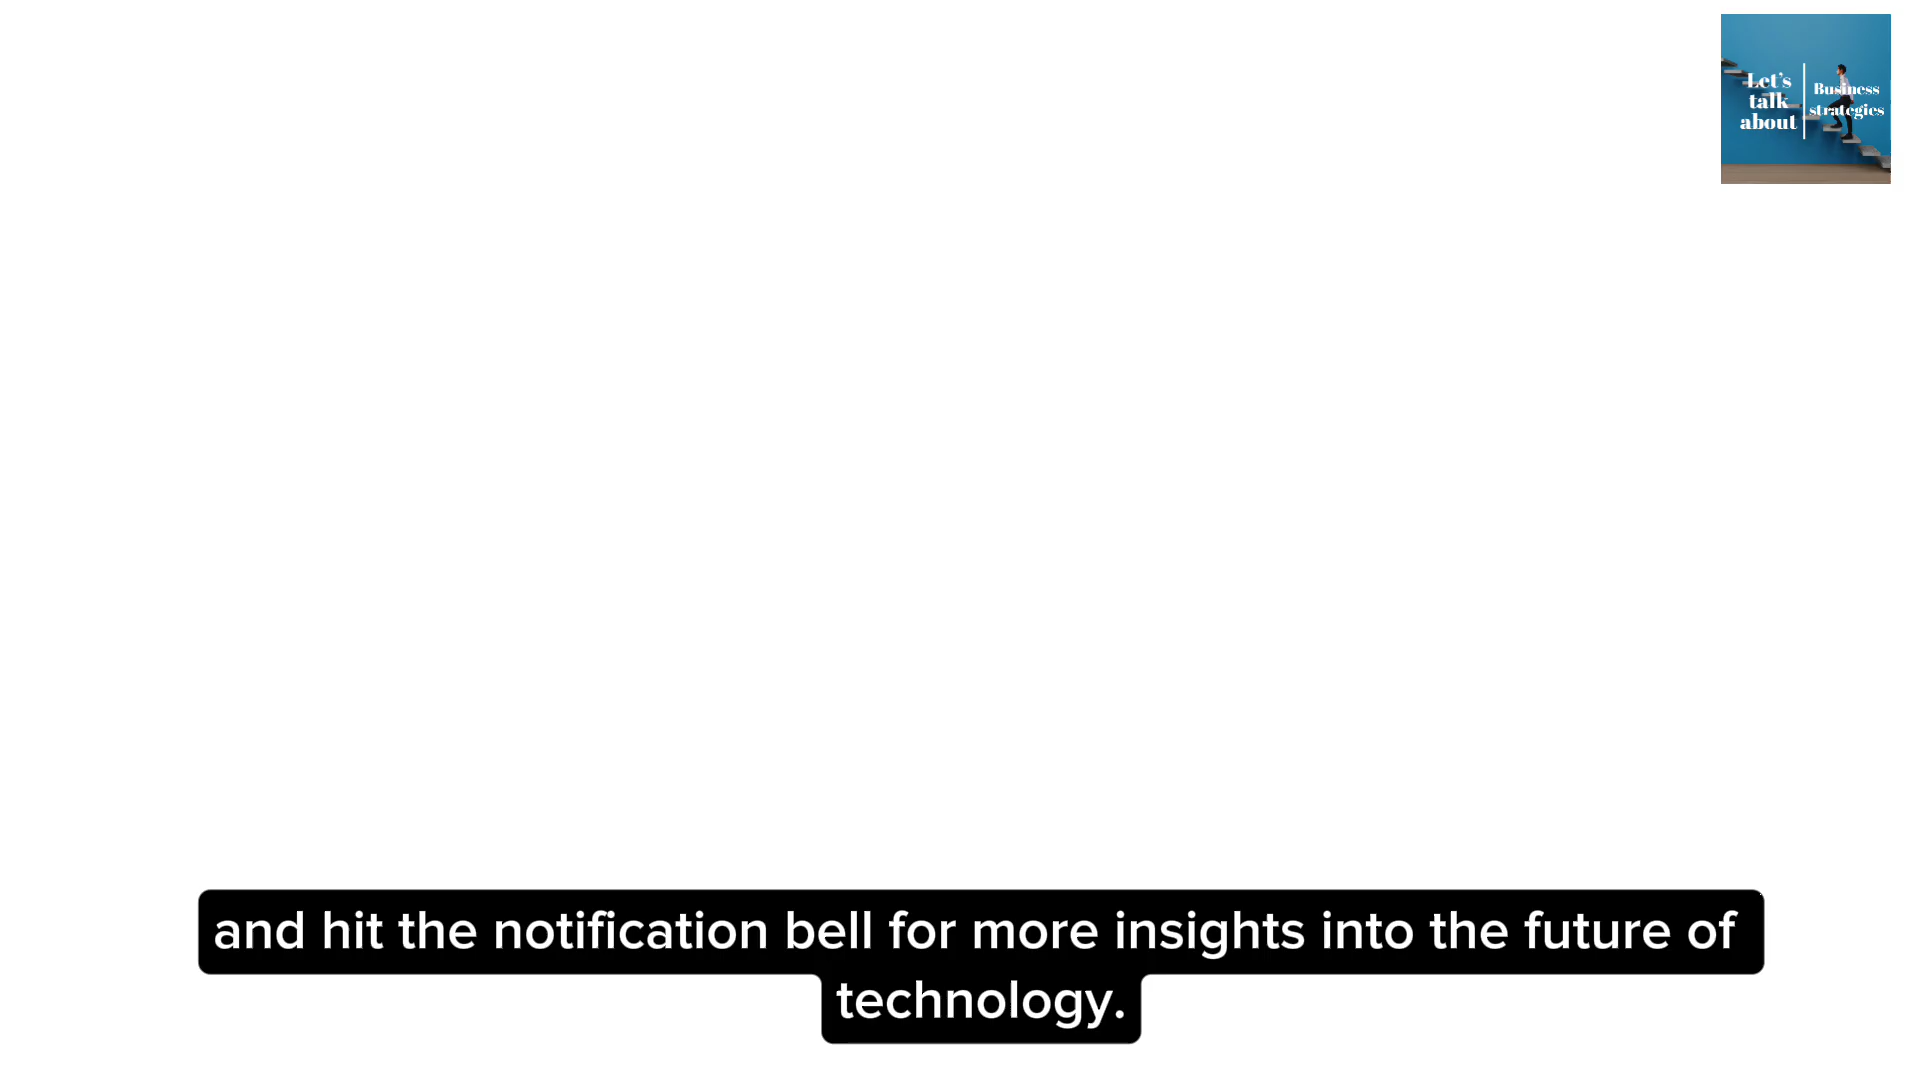 Let's
talk
about
Business
strategies
and hit the notification bell for more insights into the future of
technology.